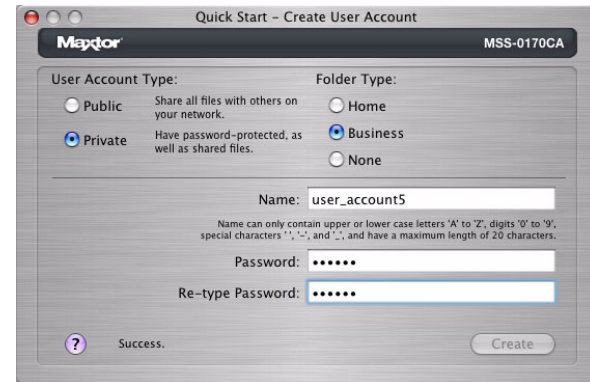 Quick Start – Create User Account
Maxtor MSS-0170CA
User Account Type:
Public
Share all files with others on
your network.
Private
Have password-protected, as
well as shared files.
Folder Type:
Home
Business
None
Name: user_account5
Name can only contain upper or lower case letters 'A' to 'Z', digits '0' to '9',
special characters ' ', '-', and '_', and have a maximum length of 20 characters.
Password: ••••••
Re-type Password: ••••••
? Success. Create